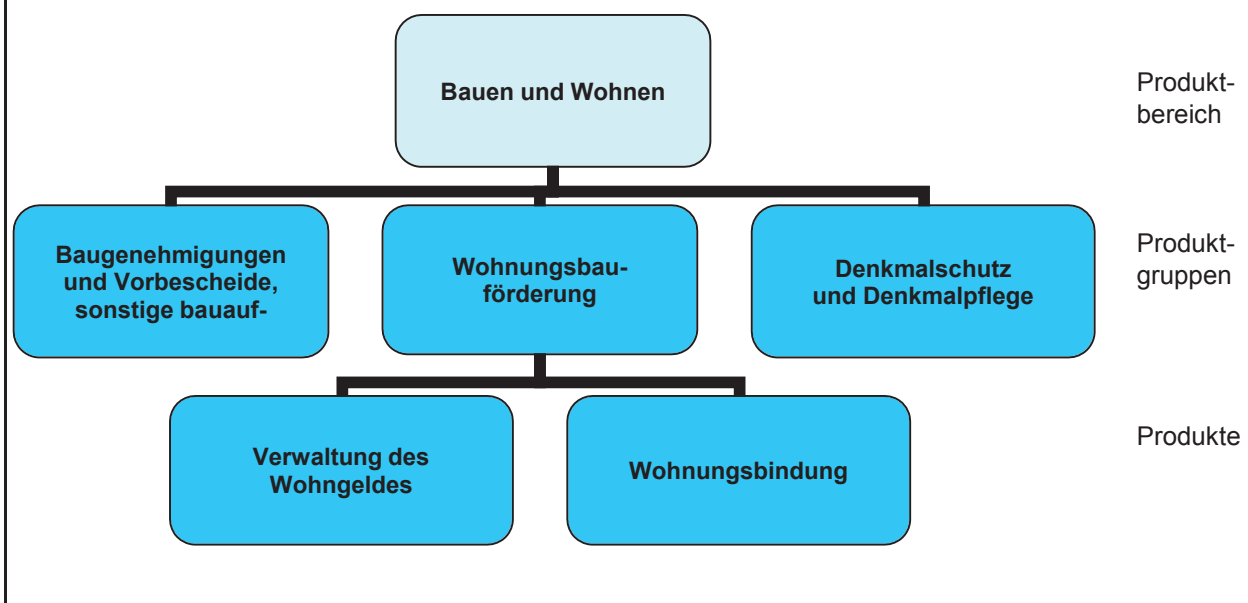 Bauen und Wohnen
Produkt-
bereich
Baugenehmigungen
und Vorbescheide,
sonstige bauauf-
Wohnungsbau-
förderung
Denkmalschutz
und Denkmalpflege
Produkt-
gruppen
Verwaltung des
Wohngeldes
Wohnungsbindung
Produkte